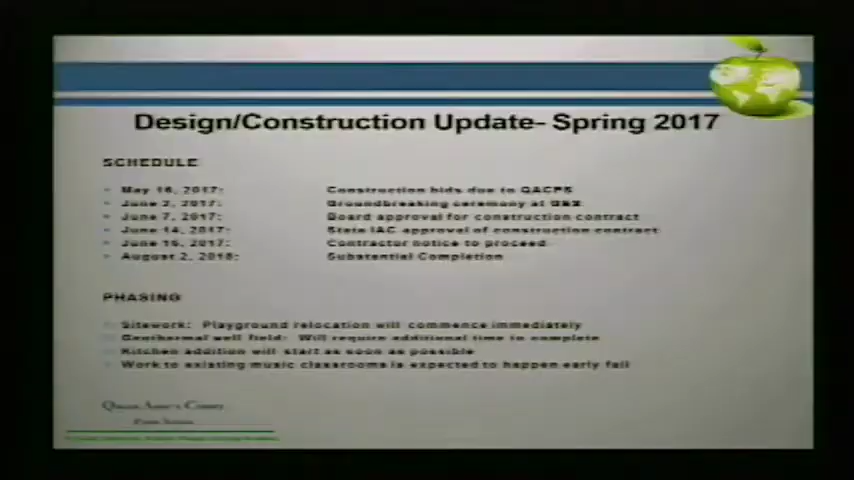 Design/Construction Update- Spring 2017
SCHEDULE
May 16, 2017: Construction bids due to QACPS
June 2, 2017: Groundbreaking ceremony at
June 7, 2017: Board approval for construction contract
June 14, 2017: State IAC approval of construction contract
June 16, 2017: Contractor notice to proceed
August 2, 2018: Substantial Completion
PHASING
Sitework: Playground relocation will commence immediately
Geothermal well field: Will require additional time to complete
Kitchen addition will start as soon as possible
Work to existing music classrooms is expected to happen early fall
Queen Anne's County